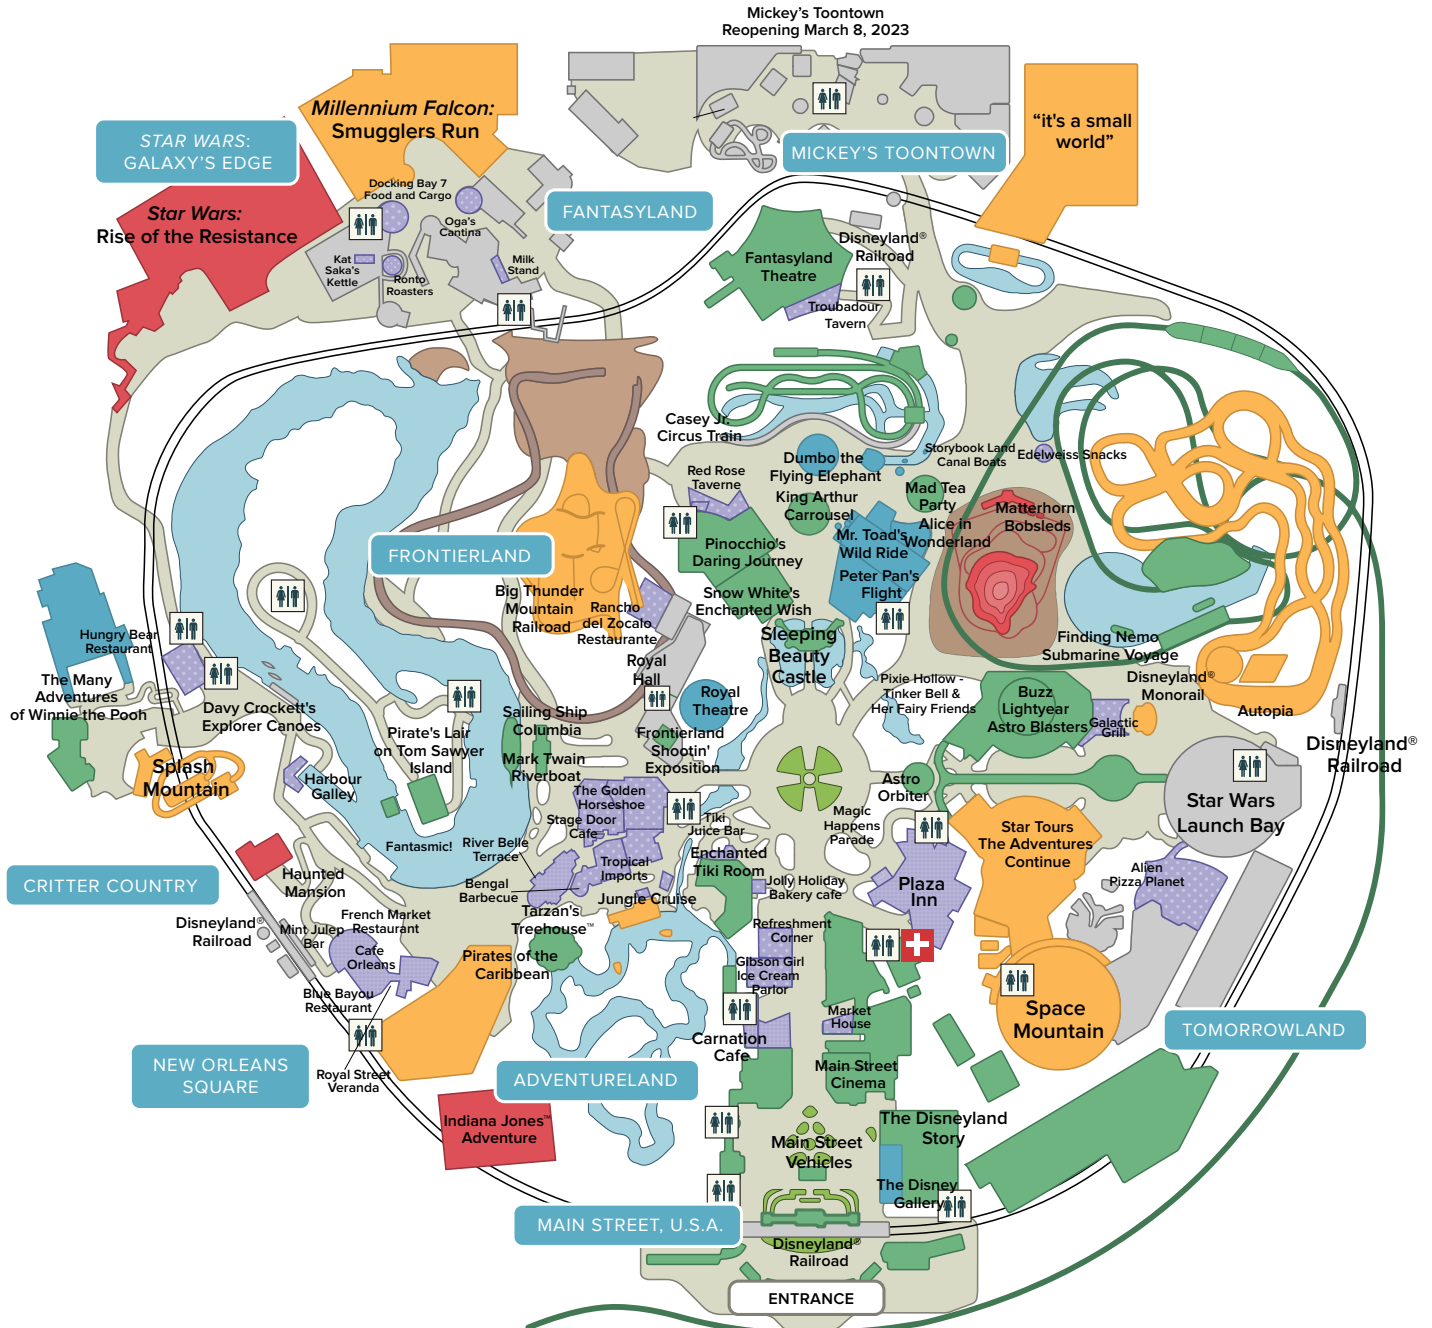 Mickey's Toontown
Reopening March 8, 2023
Millennium Falcon:
Smugglers Run
STAR WARS:
GALAXY'S EDGE
"it's a small
world"
MICKEY'S TOONTOWN
Docking Bay 7
Food and Cargo
FANTASYLAND
Star Wars:
Rise of the Resistance
Oga's
Cantina
Kat
Saka's
Kettle
Ronto
Roasters
Milk
Stand
Fantasyland
Theatre
Disneyland®
Railroad
Troubadour
Tavern
Casey Jr.
Circus Train
Dumbo the
Flying Elephant
Storybook Land
Canal Boats
Edelweiss Snacks
Red Rose
Taverne
King Arthur
Carrousel
Mad Tea
Party
Matterhorn
Bobsleds
Alice in
Wonderland
Mr. Toad's
Wild Ride
Pinocchio's
Daring Journey
FRONTIERLAND
Peter Pan's
Flight
Snow White's
Enchanted Wish
Big Thunder
Mountain
Railroad
Rancho
del Zocalo
Restaurante
Sleeping
Beauty
Castle
Finding Nemo
Submarine Voyage
Hungry Bear
Restaurant
Royal
Hall
The Many
Adventures
of Winnie the Pooh
Royal
Theatre
Pixie Hollow -
Tinker Bell &
Her Fairy Friends
Buzz
Lightyear
Astro Blasters
Disneyland®
Monorail
Galactic
Grill
Autopia
Davy Crockett's
Explorer Canoes
Sailing Ship
Columbia
Pirate's Lair
on Tom Sawyer
Island
Frontierland
Shootin'
Exposition
Disneyland®
Railroad
Mark Twain
Riverboat
Splash
Mountain
Harbour
Galley
Astro
Orbiter
The Golden
Horseshoe
Stage Door
Cafe
Star Wars
Launch Bay
Magic
Happens
Parade
Tiki
Juice Bar
Star Tours
The Adventures
Continue
Fantasmic!
River Belle
Terrace
Enchanted
Tiki Room
Tropical
Imports
Alien
Pizza Planet
CRITTER COUNTRY
Haunted
Mansion
Bengal
Barbecue
Jolly Holiday
Bakery cafe
Plaza
Inn
Jungle Cruise
Disneyland®
Railroad
French Market
Restaurant
Mint Julep
Bar
Tarzan's
Treehouse™
Refreshment
Corner
Cafe
Orleans
Pirates of the
Caribbean
Gibson Girl
Ice Cream
Parlor
Blue Bayou
Restaurant
Space
Mountain
Market
House
TOMORROWLAND
Carnation
Cafe
NEW ORLEANS
SQUARE
Royal Street
Veranda
ADVENTURELAND
Main Street
Cinema
Indiana Jones™
Adventure
The Disneyland
Story
Main Street
Vehicles
The Disney
Gallery
MAIN STREET, U.S.A.
Disneyland®
Railroad
ENTRANCE